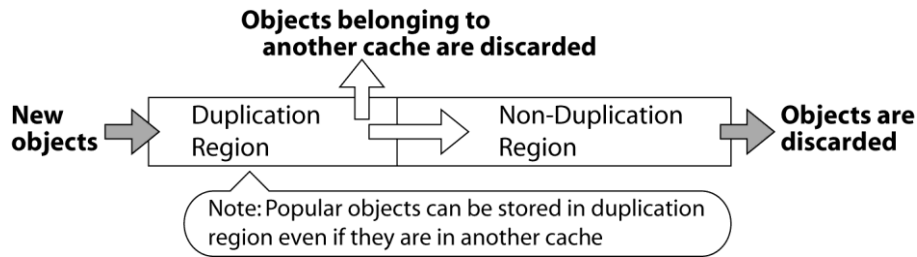 Objects belonging to
another cache are discarded
New
objects
Duplication
Region
Non-Duplication
Region
Objects are
discarded
Note: Popular objects can be stored in duplication
region even if they are in another cache